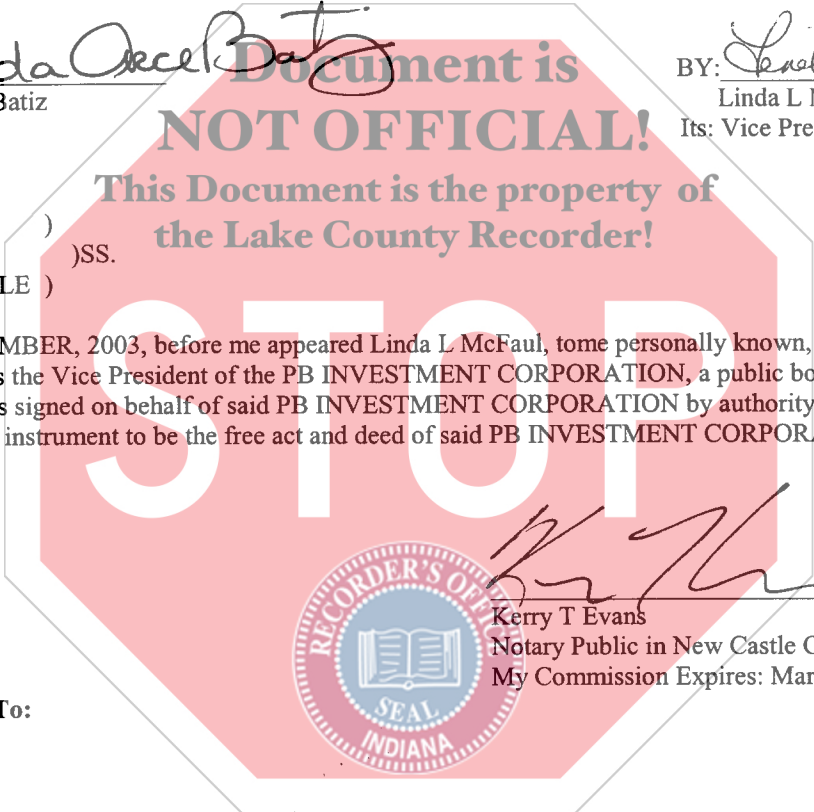 Document is
NOT OFFICIAL!
This Document is the property of
the Lake County Recorder!
BY:
Batiz
Linda L
Its: Vice Pre
)
)SS.
LE )
STOP
MBER, 2003, before me appeared Linda L McFaul, tome personally known,
s the Vice President of the PB INVESTMENT CORPORATION, a public bo
s signed on behalf of said PB INVESTMENT CORPORATION by authority
instrument to be the free act and deed of said PB INVESTMENT CORPORA
RECORDER'S OFFICE
SEAL
INDIANA
Kerry T Evans
Notary Public in New Castle C
My Commission Expires: Mar
To: